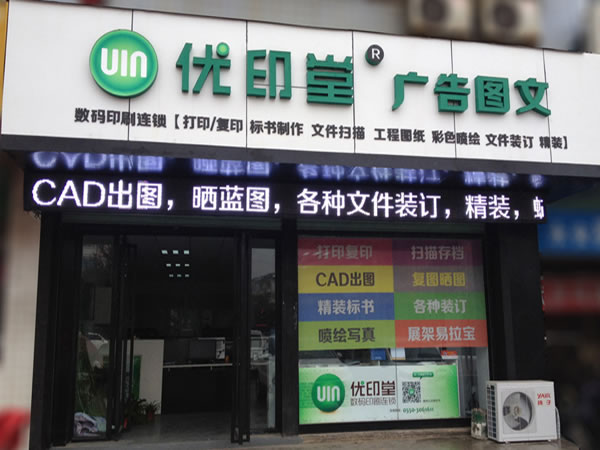 UIN 优印堂® 广告图文
数码印刷连锁【打印/复印 标书制作 文件扫描 工程图纸 彩色喷绘 文件装订 精装】
CAD出图，晒蓝图，各种文件装订，精装，
打印复印 扫描存档
CAD出图 复图晒图
精装标书 各种装订
喷绘写真 展架易拉宝
UIN 优印堂
数码印刷连锁